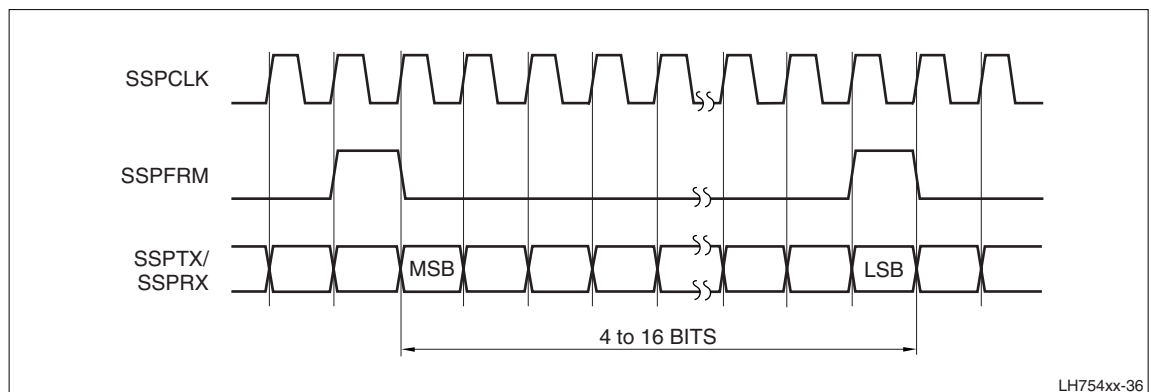 SSPCLK
SSPFRM
SSPTX/
SSPRX
MSB
LSB
4 to 16 BITS
LH754xx-36